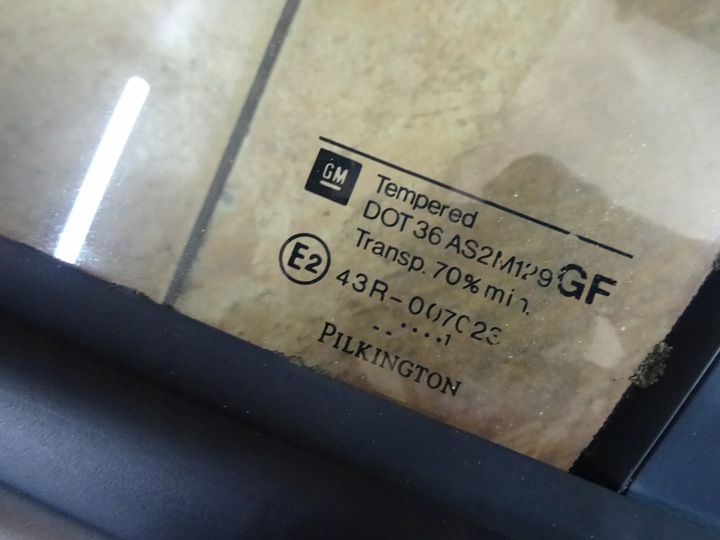 GM
Tempered
DOT 36 AS2M129 GF
Transp. 70% min.
E2 43R-007023
PILKINGTON